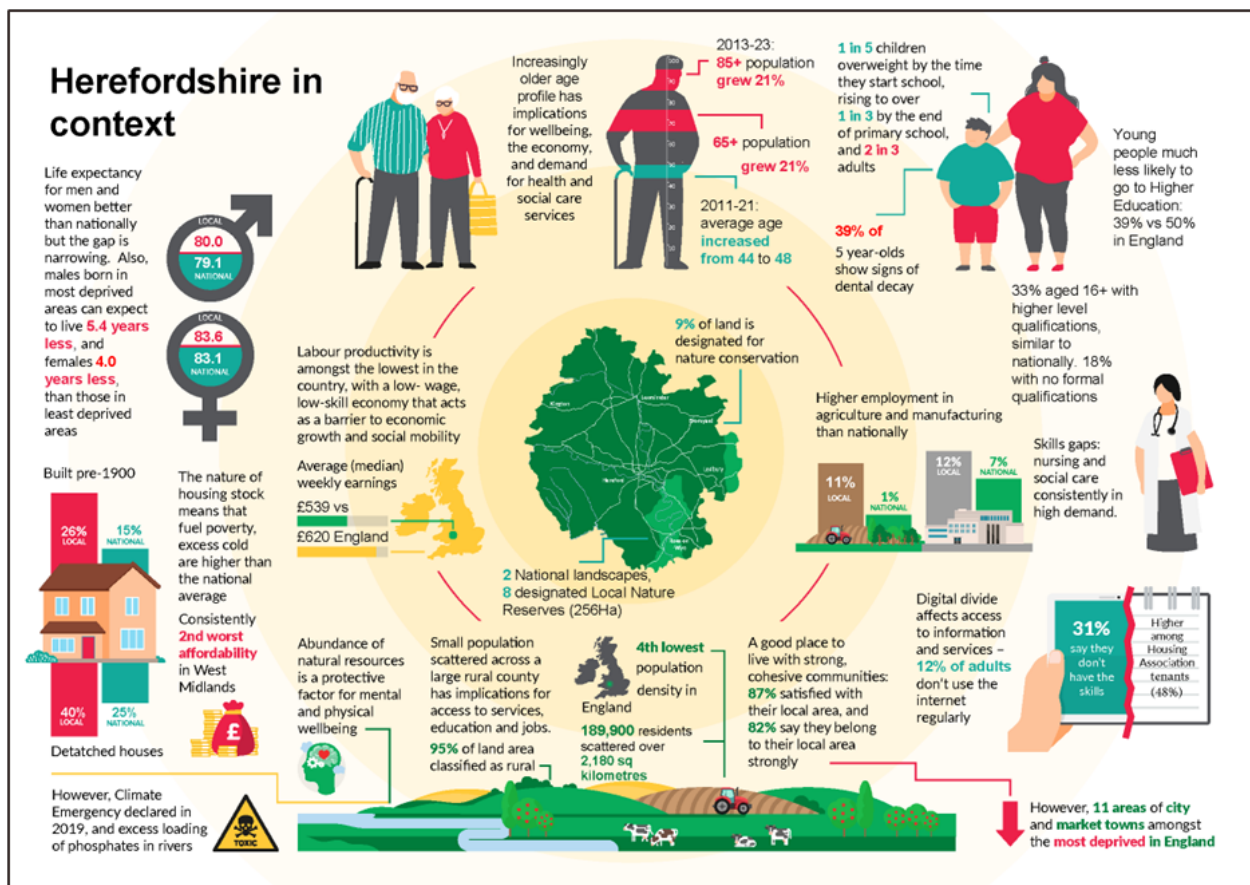 Herefordshire in
context
Life expectancy
for men and
women better
than nationally
but the gap is
narrowing. Also,
males born in
most deprived
areas can expect
to live 5.4 years
less, and
females 4.0
years less,
than those in
least deprived
areas
LOCAL
80.0
79.1
NATIONAL
LOCAL
83.6
83.1
NATIONAL
Increasingly
older age
profile has
implications
for wellbeing,
the economy,
and demand
for health and
social care
services
100
90
80
70
60
50
40
30
20
10
2013-23:
85+ population
grew 21%
65+ population
grew 21%
2011-21:
average age
increased
from 44 to 48
1 in 5 children
overweight by the time
they start school,
rising to over
1 in 3 by the end
of primary school,
and 2 in 3
adults
39% of
5 year-olds
show signs of
dental decay
Young
people much
less likely to
go to Higher
Education:
39% vs 50%
in England
33% aged 16+ with
higher level
qualifications,
similar to
nationally. 18%
with no formal
qualifications
Skills gaps:
nursing and
social care
consistently in
high demand.
Labour productivity is
amongst the lowest in the
country, with a low- wage,
low-skill economy that acts
as a barrier to economic
growth and social mobility
Average (median)
weekly earnings
£539 vs
£620 England
9% of land is
designated for
nature conservation
Kington
Leominster
Bromyard
Hereford
Ledbury
Ross-on
Wye
2 National landscapes,
8 designated Local Nature
Reserves (256Ha)
Higher employment in
agriculture and manufacturing
than nationally
11%
LOCAL
1%
NATIONAL
12%
LOCAL
7%
NATIONAL
Built pre-1900
26%
LOCAL
15%
NATIONAL
40%
LOCAL
25%
NATIONAL
Detatched houses
The nature of
housing stock
means that
fuel poverty,
excess cold
are higher than
the national
average
Consistently
2nd worst
affordability
in West
Midlands
£
Abundance of
natural resources
is a protective
factor for mental
and physical
wellbeing
Small population
scattered across a
large rural county
has implications for
access to services,
education and jobs.
95% of land area
classified as rural
4th lowest
population
density in
England
189,900 residents
scattered over
2,180 sq
kilometres
A good place to
live with strong,
cohesive communities:
87% satisfied with
their local area, and
82% say they belong
to their local area
strongly
Digital divide
affects access
to information
and services –
12% of adults
don't use the
internet
regularly
31%
say they
don't
have the
skills
Higher
among
Housing
Association
tenants
(48%)
However, Climate
Emergency declared in
2019, and excess loading
of phosphates in rivers
TOXIC
However, 11 areas of city
and market towns amongst
the most deprived in England